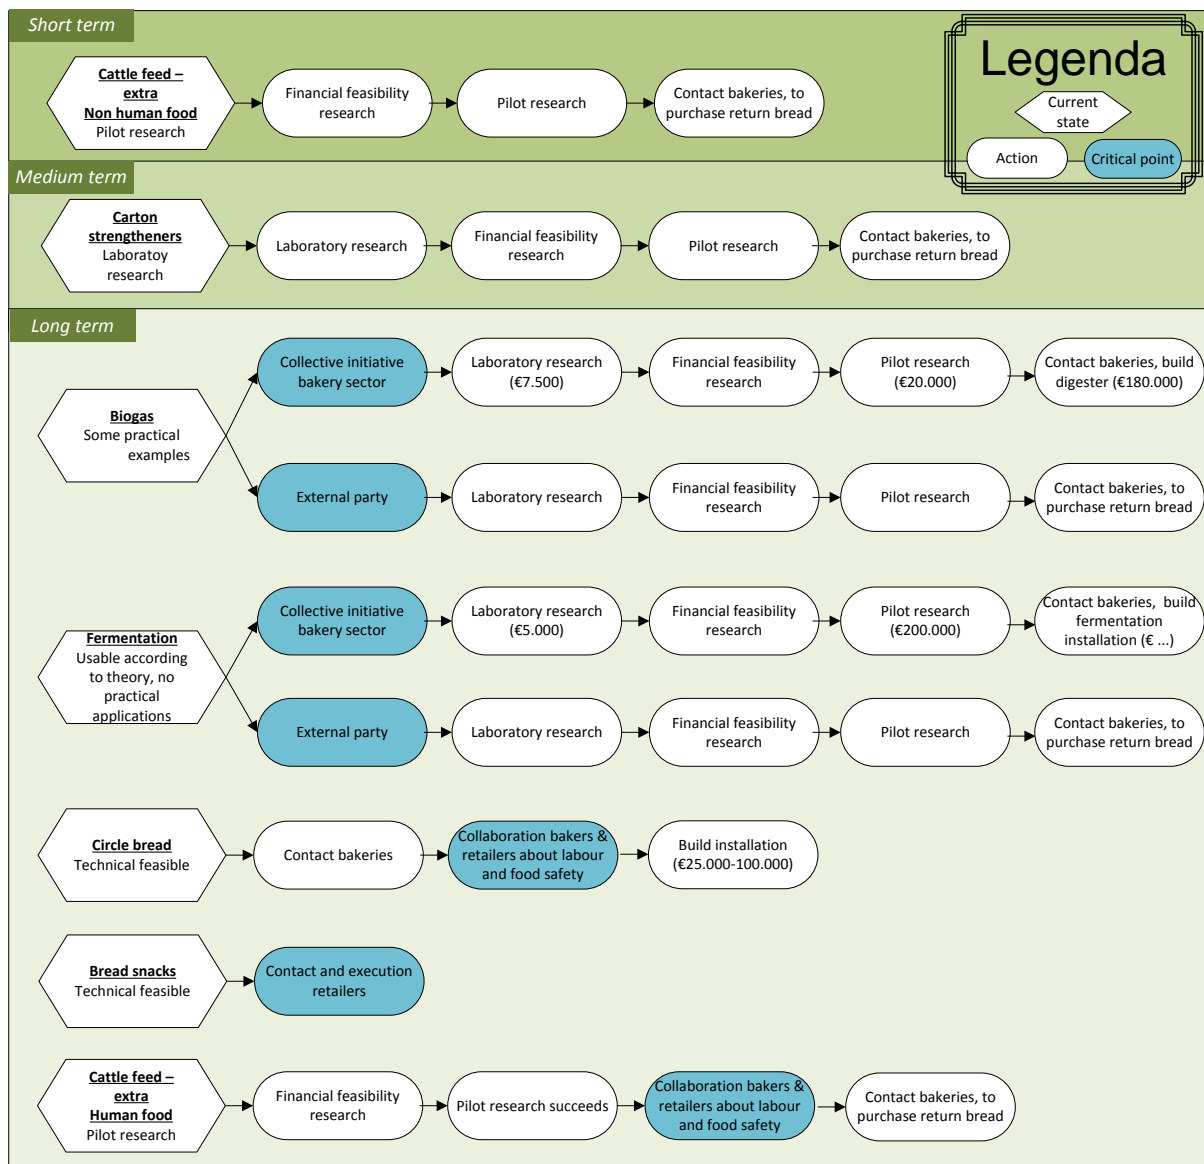 Short term
Legenda
Current
state
Action
Critical point
Cattle feed –
extra
Non human food
Pilot research
Financial feasibility
research
Pilot research
Contact bakeries, to
purchase return bread
Medium term
Carton
strengtheners
Laboratoy
research
Laboratory research
Financial feasibility
research
Pilot research
Contact bakeries, to
purchase return bread
Long term
Biogas
Some practical
examples
Collective initiative
bakery sector
Laboratory research
(€7.500)
Financial feasibility
research
Pilot research
(€20.000)
Contact bakeries, build
digester (€180.000)
External party
Laboratory research
Financial feasibility
research
Pilot research
Contact bakeries, to
purchase return bread
Fermentation
Usable according
to theory, no
practical
applications
Collective initiative
bakery sector
Laboratory research
(€5.000)
Financial feasibility
research
Pilot research
(€200.000)
Contact bakeries, build
fermentation
installation (€ ...)
External party
Laboratory research
Financial feasibility
research
Pilot research
Contact bakeries, to
purchase return bread
Circle bread
Technical feasible
Contact bakeries
Collaboration bakers &
retailers about labour
and food safety
Build installation
(€25.000-100.000)
Bread snacks
Technical feasible
Contact and execution
retailers
Cattle feed –
extra
Human food
Pilot research
Financial feasibility
research
Pilot research succeeds
Collaboration bakers &
retailers about labour
and food safety
Contact bakeries, to
purchase return bread